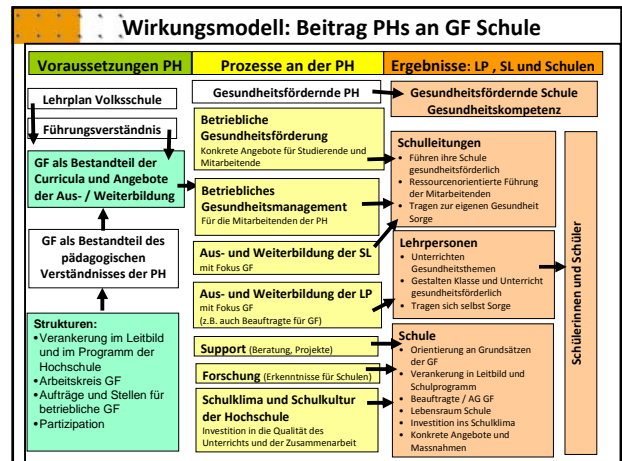 Wirkungsmodell: Beitrag PHs an GF Schule
Voraussetzungen PH
Lehrplan Volksschule
Führungsverständnis
GF als Bestandteil der
Curricula und Angebote
der Aus- / Weiterbildung
GF als Bestandteil des
pädagogischen
Verständnisses der PH
Strukturen:
•Verankerung im Leitbild
und im Programm der
Hochschule
•Arbeitskreis GF
•Aufträge und Stellen für
betriebliche GF
•Partizipation
Prozesse an der PH
Gesundheitsfördernde PH
Betriebliche
Gesundheitsförderung
Konkrete Angebote für Studierende und
Mitarbeitende
Betriebliches
Gesundheitsmanagement
Für die Mitarbeitenden der PH
Aus- und Weiterbildung der SL
mit Fokus GF
Aus- und Weiterbildung der LP
mit Fokus GF
(z.B. auch Beauftragte für GF)
Support (Beratung, Projekte)
Forschung (Erkenntnisse für Schulen)
Schulklima und Schulkultur
der Hochschule
Investition in die Qualität des
Unterrichts und der Zusammenarbeit
Ergebnisse: LP , SL und Schulen
Gesundheitsfördernde Schule
Gesundheitskompetenz
Schulleitungen
• Führen ihre Schule
gesundheitsförderlich
• Ressourcenorientierte Führung
der Mitarbeitenden
• Tragen zur eigenen Gesundheit
Sorge
Lehrpersonen
• Unterrichten
Gesundheitsthemen
• Gestalten Klasse und Unterricht
gesundheitsförderlich
• Tragen sich selbst Sorge
Schule
• Orientierung an Grundsätzen
der GF
• Verankerung in Leitbild und
Schulprogramm
• Beauftragte / AG GF
• Lebensraum Schule
• Investition ins Schulklima
• Konkrete Angebote und
Massnahmen
Schülerinnen und Schüler